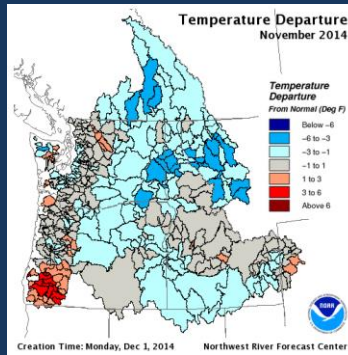 Temperature Departure
November 2014
Temperature
Departure
From Normal (Deg F)
Below -6
-6 to -3
-3 to -1
-1 to 1
1 to 3
3 to 6
Above 6
NOAA
Creation Time: Monday, Dec 1, 2014
Northwest River Forecast Center